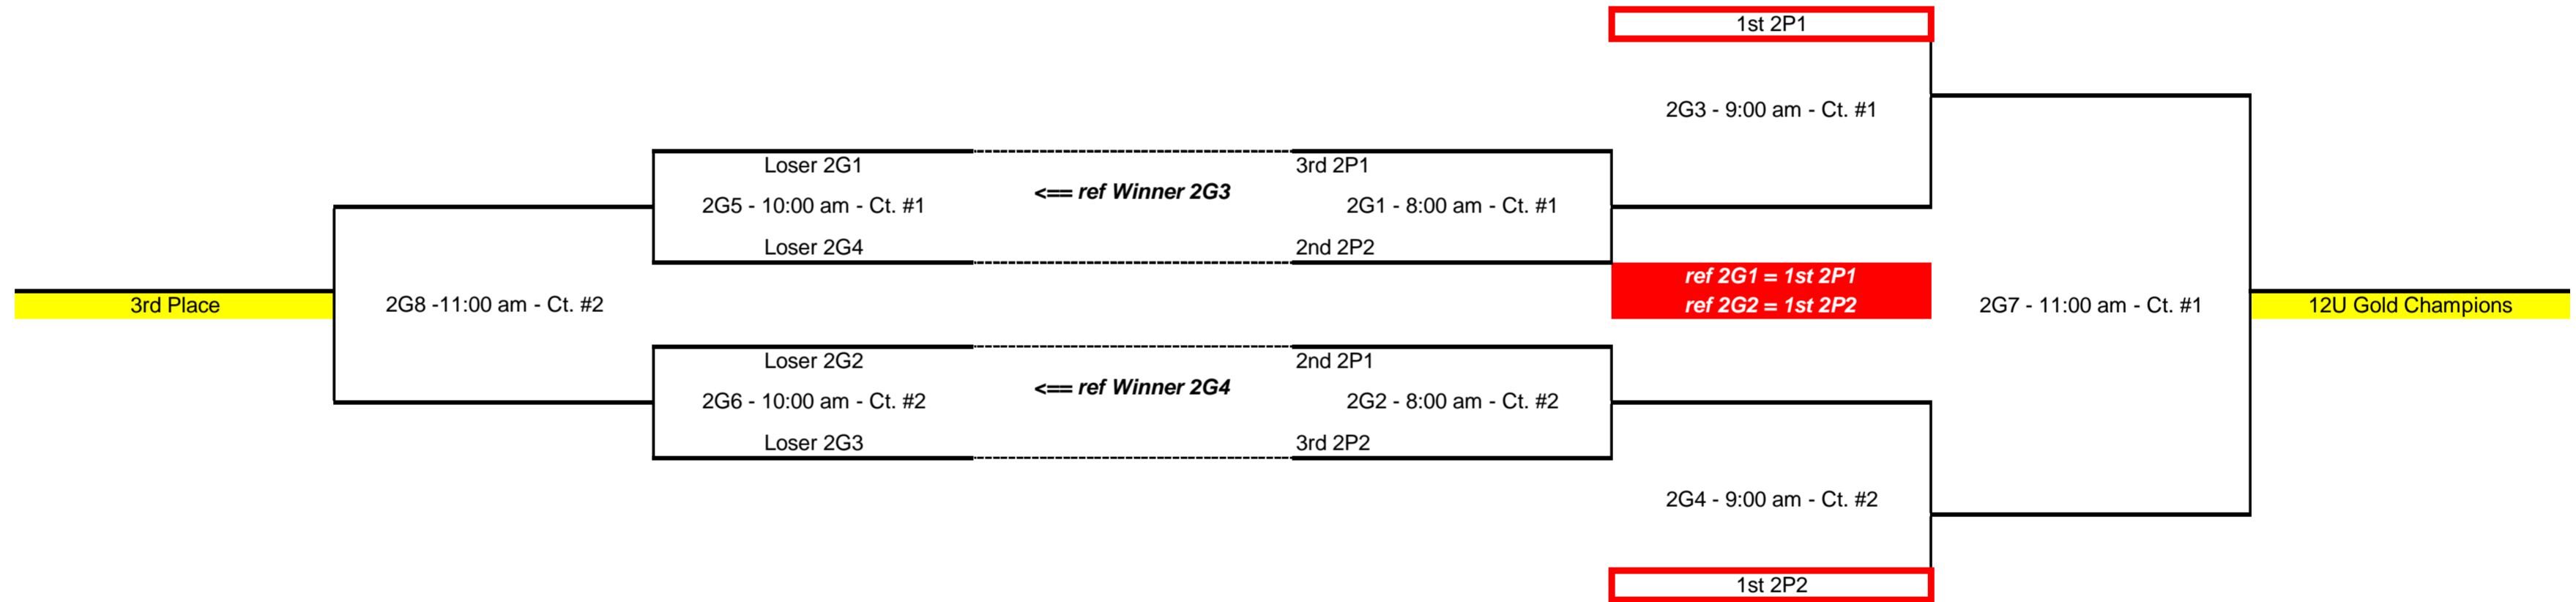 1st 2P1
2G3 - 9:00 am - Ct. #1
Loser 2G1
3rd 2P1
<== ref Winner 2G3
2G5 - 10:00 am - Ct. #1
2G1 - 8:00 am - Ct. #1
Loser 2G4
2nd 2P2
ref 2G1 = 1st 2P1
3rd Place
2G8 -11:00 am - Ct. #2
ref 2G2 = 1st 2P2
2G7 - 11:00 am - Ct. #1
12U Gold Champions
Loser 2G2
2nd 2P1
<== ref Winner 2G4
2G6 - 10:00 am - Ct. #2
2G2 - 8:00 am - Ct. #2
Loser 2G3
3rd 2P2
2G4 - 9:00 am - Ct. #2
1st 2P2